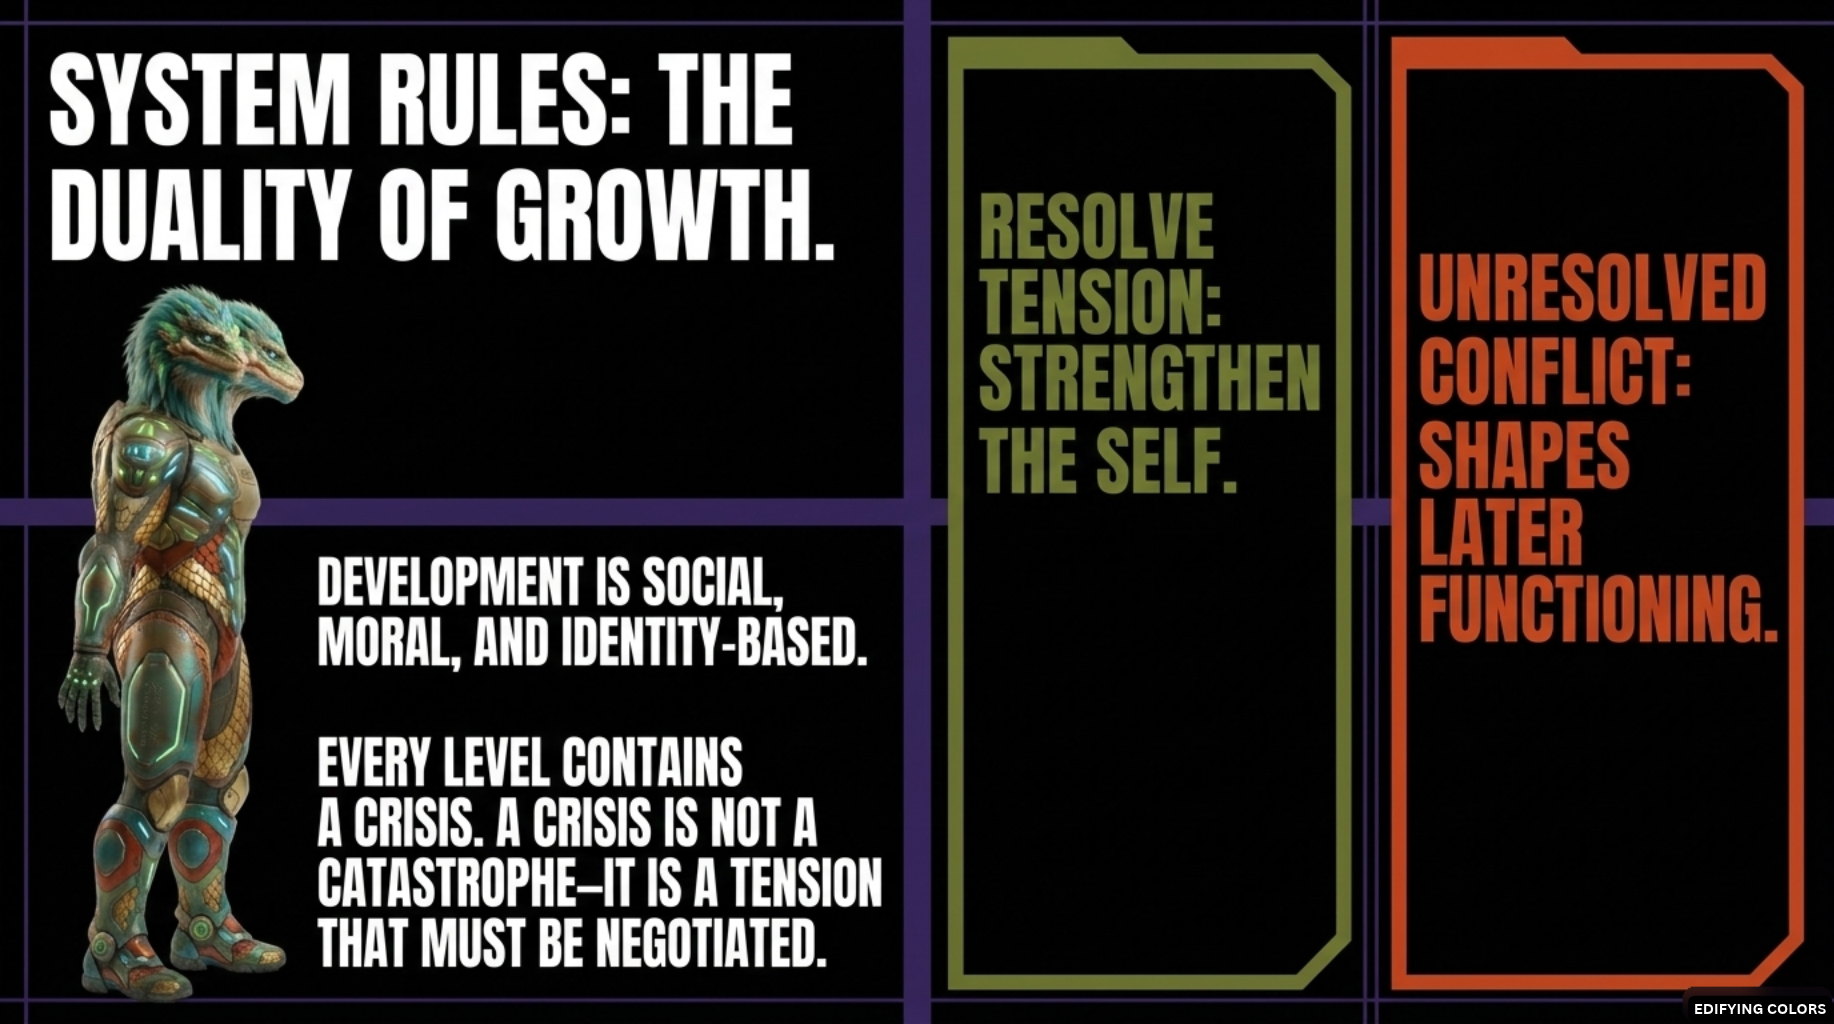 SYSTEM RULES: THE
DUALITY OF GROWTH.
DEVELOPMENT IS SOCIAL,
MORAL, AND IDENTITY-BASED.
EVERY LEVEL CONTAINS
A CRISIS. A CRISIS IS NOT A
CATASTROPHE—IT IS A TENSION
THAT MUST BE NEGOTIATED.
RESOLVE
TENSION:
STRENGTHEN
THE SELF.
UNRESOLVED
CONFLICT:
SHAPES
LATER
FUNCTIONING.
EDIFYING COLORS